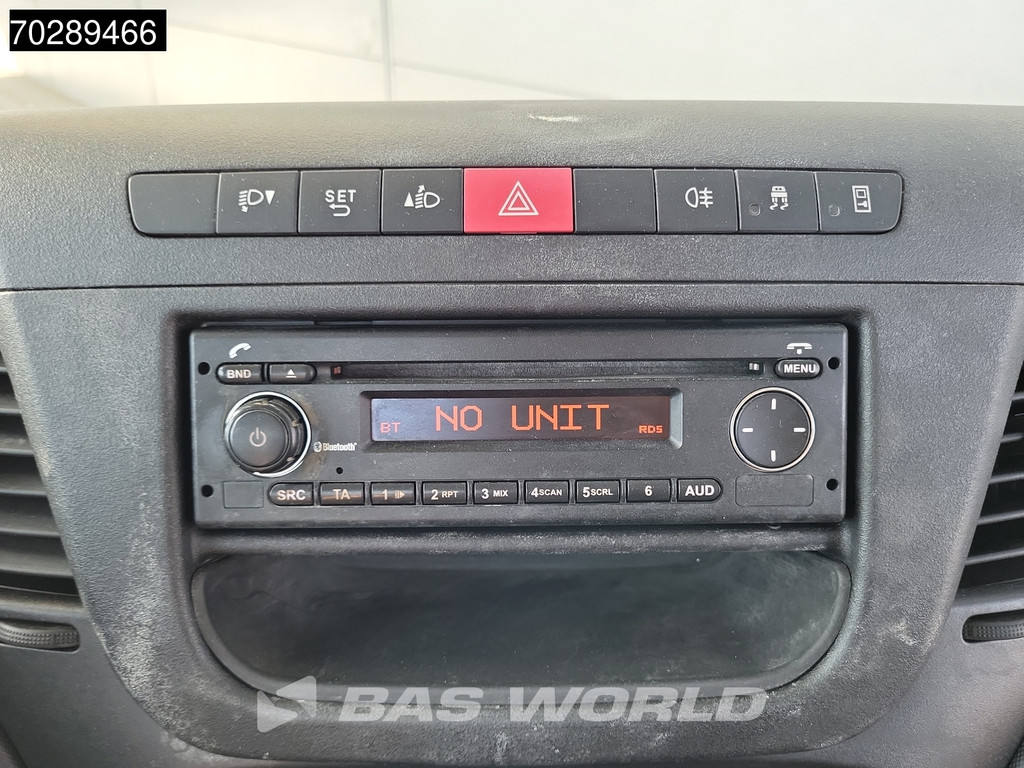 70289466
SET
BND
MENU
NO UNIT
BT
RDS
Bluetooth
SRC
TA
1
2 RPT
3 MIX
4SCAN
5SCRL
6
AUD
BAS WORLD